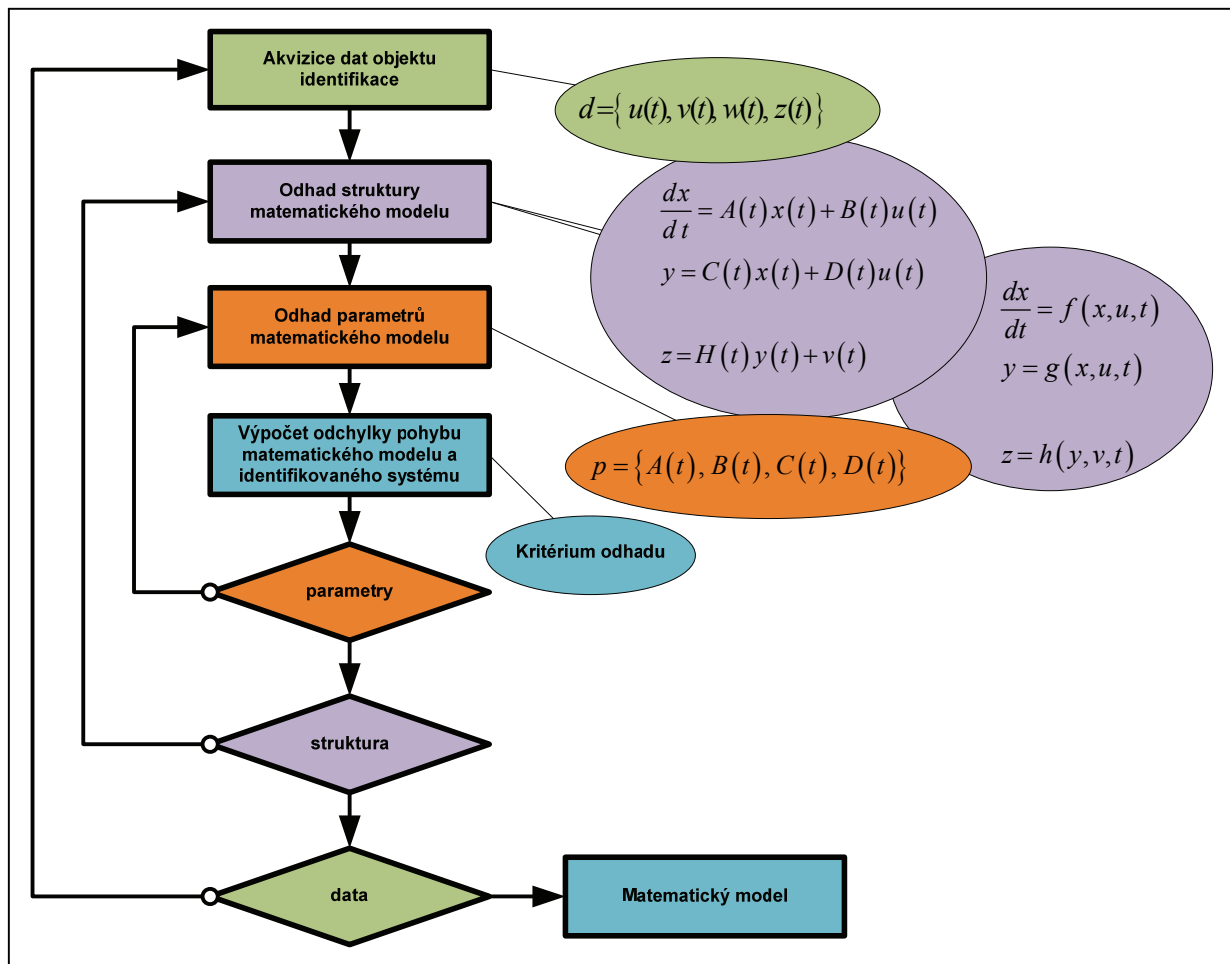 Akvizice dat objektu
identifikace
d={ u(t), v(t), w(t), z(t)}
Odhad struktury
matematického modelu
dx/dt = A(t)x(t)+B(t)u(t)
y=C(t)x(t)+D(t)u(t)
z=H(t)y(t)+v(t)
dx/dt = f(x,u,t)
y=g(x,u,t)
z=h(y,v,t)
Odhad parametrů
matematického modelu
p={A(t), B(t), C(t), D(t)}
Výpočet odchylky pohybu
matematického modelu a
identifikovaného systému
Kritérium odhadu
parametry
struktura
data
Matematický model